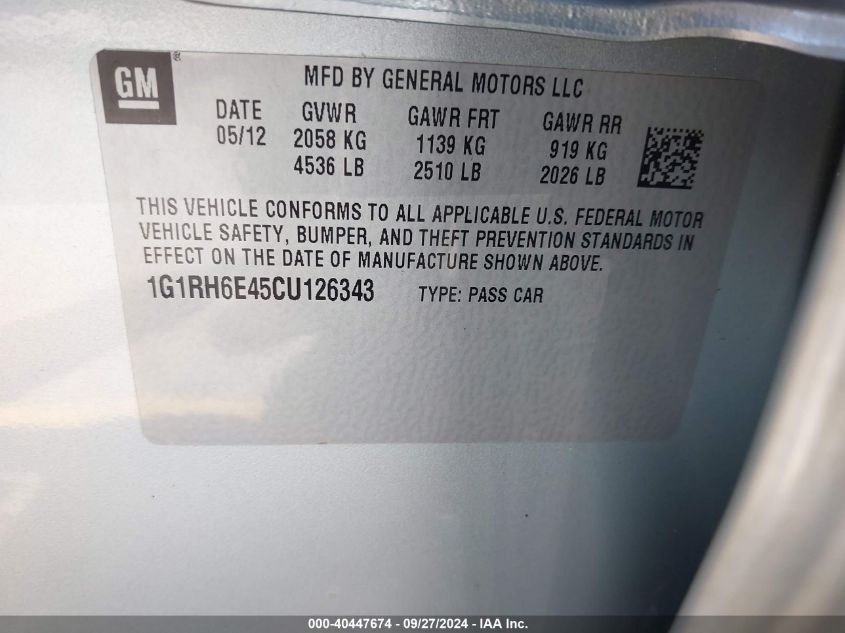 GM
MFD BY GENERAL MOTORS LLC
DATE GVWR GAWR FRT GAWR RR
05/12 2058 KG 1139 KG 919 KG
4536 LB 2510 LB 2026 LB
THIS VEHICLE CONFORMS TO ALL APPLICABLE U.S. FEDERAL MOTOR
VEHICLE SAFETY, BUMPER, AND THEFT PREVENTION STANDARDS IN
EFFECT ON THE DATE OF MANUFACTURE SHOWN ABOVE.
1G1RH6E45CU126343 TYPE: PASS CAR
000-40447674 - 09/27/2024 - IAA Inc.